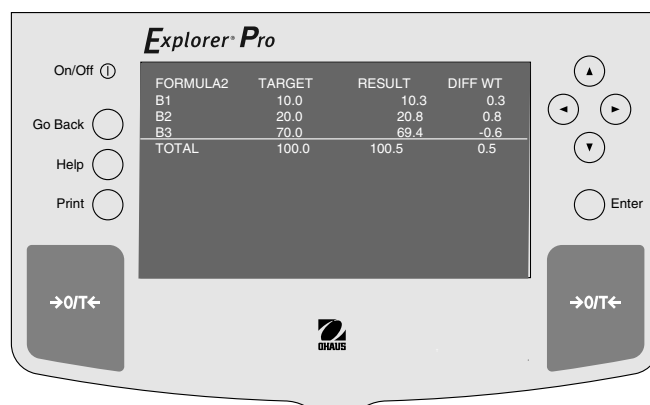 Explorer® Pro
On/Off
FORMULA2 TARGET RESULT DIFF WT
B1 10.0 10.3 0.3
B2 20.0 20.8 0.8
B3 70.0 69.4 -0.6
TOTAL 100.0 100.5 0.5
Go Back
Help
Print
Enter
→0/T←
→0/T←
OHAUS